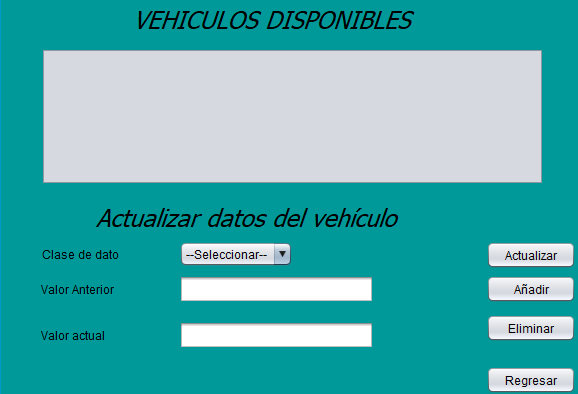 VEHICULOS DISPONIBLES
Actualizar datos del vehículo
Clase de dato
--Seleccionar--
Actualizar
Valor Anterior
Añadir
Valor actual
Eliminar
Regresar